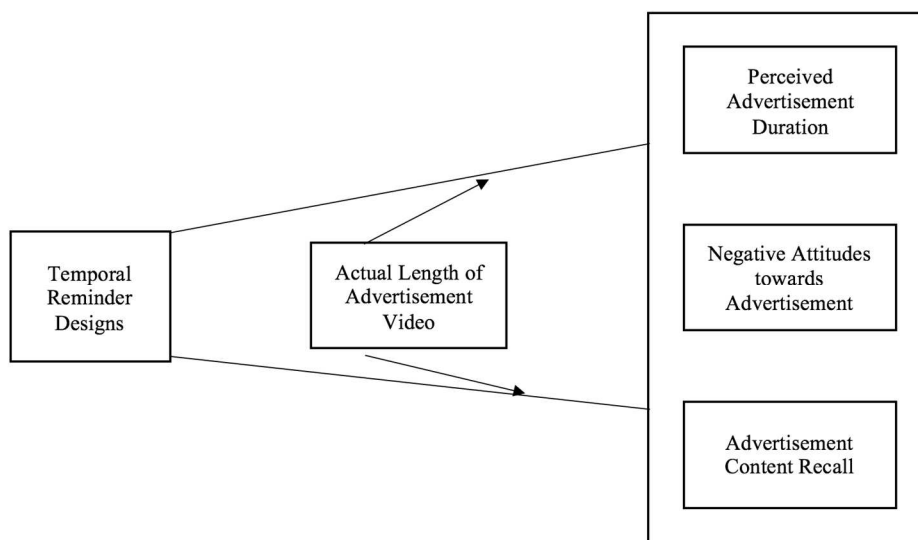 Temporal
Reminder
Designs
Actual Length of
Advertisement
Video
Perceived
Advertisement
Duration
Negative Attitudes
towards
Advertisement
Advertisement
Content Recall